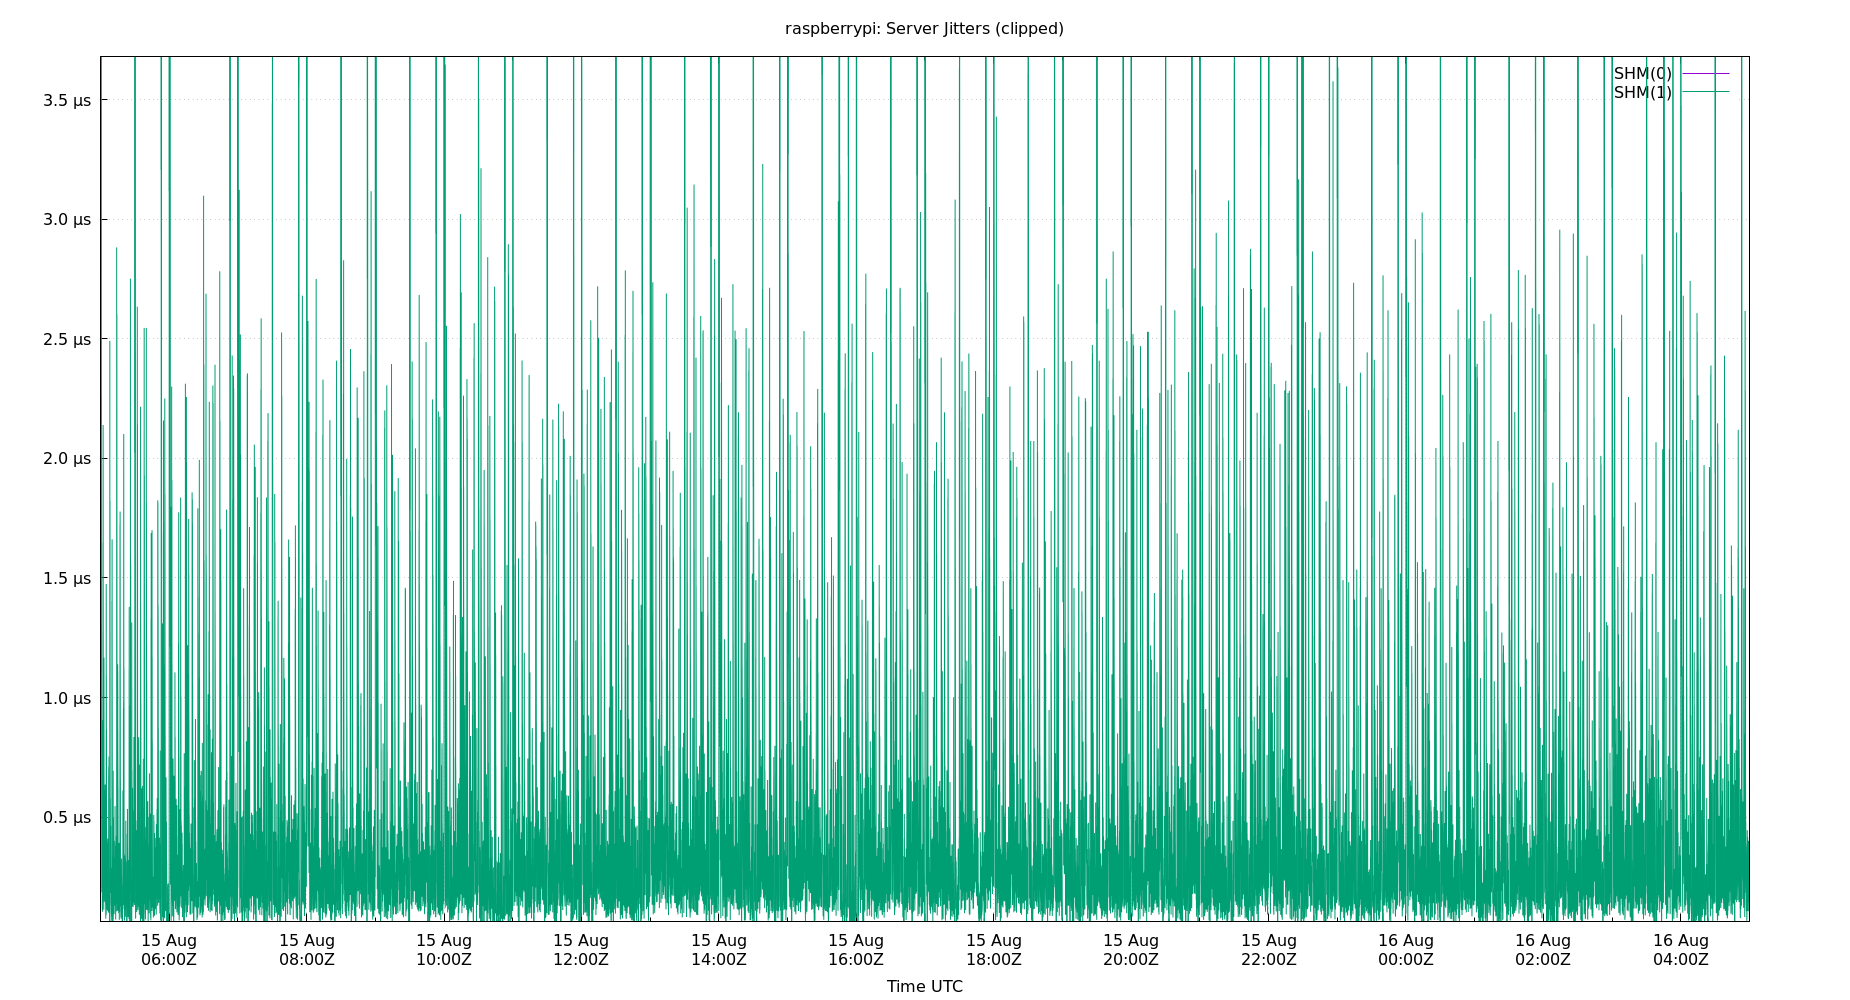 raspberrypi: Server Jitters (clipped)
SHM(0)
SHM(1)
3.5 µs
3.0 µs
2.5 µs
2.0 µs
1.5 µs
1.0 µs
0.5 µs
15 Aug 15 Aug 15 Aug 15 Aug 15 Aug 15 Aug 15 Aug 15 Aug 15 Aug 16 Aug 16 Aug 16 Aug
06:00Z 08:00Z 10:00Z 12:00Z 14:00Z 16:00Z 18:00Z 20:00Z 22:00Z 00:00Z 02:00Z 04:00Z
Time UTC